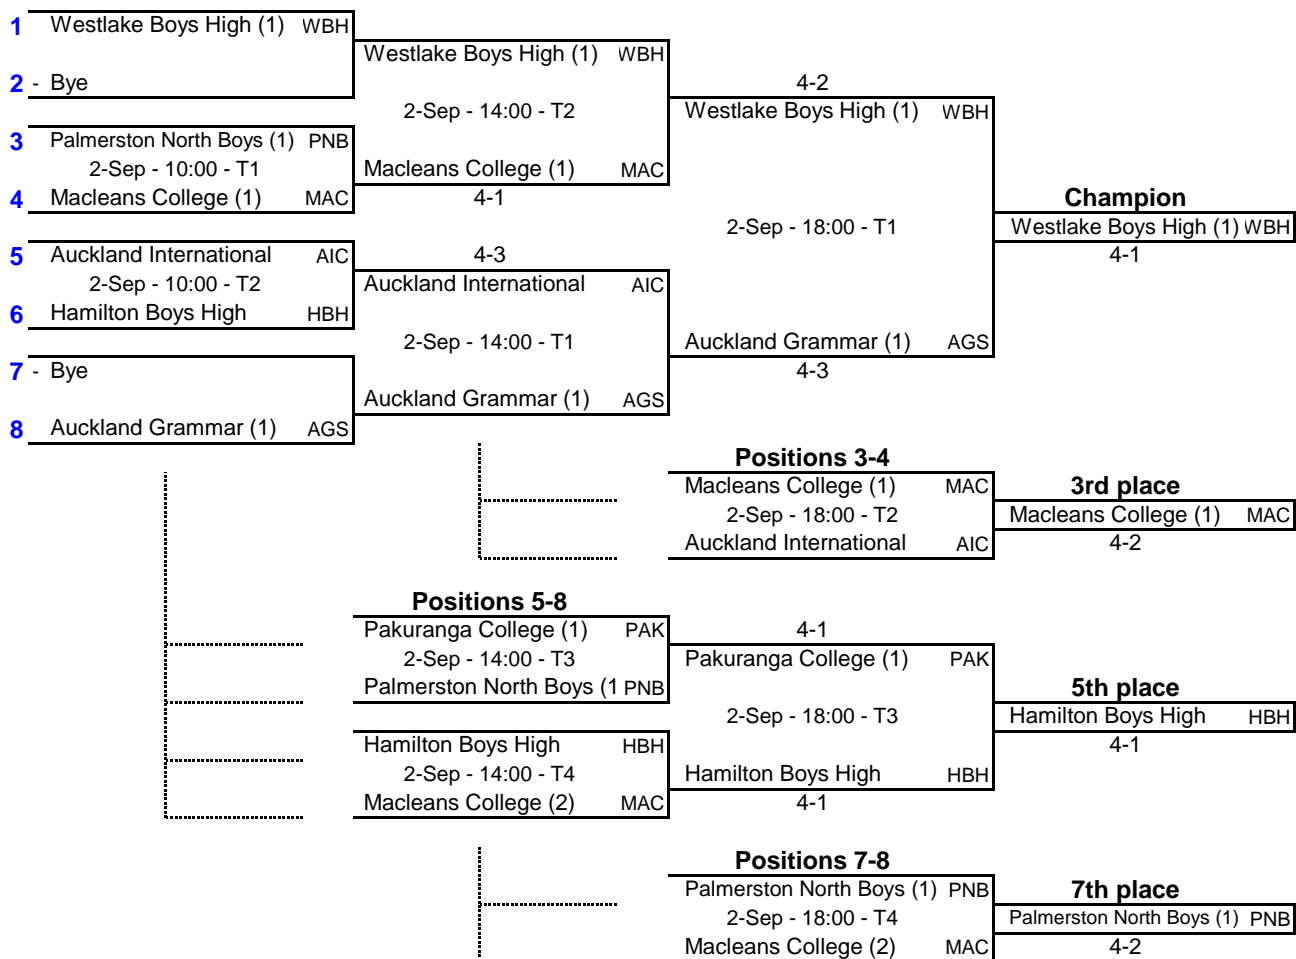 1 Westlake Boys High (1) WBH
Westlake Boys High (1) WBH
2 - Bye
4-2
2-Sep - 14:00 - T2
Westlake Boys High (1) WBH
3 Palmerston North Boys (1) PNB
2-Sep - 10:00 - T1
Macleans College (1) MAC
4 Macleans College (1) MAC
4-1
Champion
2-Sep - 18:00 - T1
Westlake Boys High (1) WBH
5 Auckland International AIC
4-3
4-1
2-Sep - 10:00 - T2
Auckland International AIC
6 Hamilton Boys High HBH
2-Sep - 14:00 - T1
Auckland Grammar (1) AGS
7 - Bye
4-3
Auckland Grammar (1) AGS
8 Auckland Grammar (1) AGS
Positions 3-4
Macleans College (1) MAC
3rd place
2-Sep - 18:00 - T2
Macleans College (1) MAC
Auckland International AIC
4-2
Positions 5-8
Pakuranga College (1) PAK
4-1
2-Sep - 14:00 - T3
Pakuranga College (1) PAK
Palmerston North Boys (1 PNB
5th place
2-Sep - 18:00 - T3
Hamilton Boys High HBH
Hamilton Boys High HBH
4-1
2-Sep - 14:00 - T4
Hamilton Boys High HBH
Macleans College (2) MAC
4-1
Positions 7-8
Palmerston North Boys (1) PNB
7th place
2-Sep - 18:00 - T4
Palmerston North Boys (1) PNB
Macleans College (2) MAC
4-2